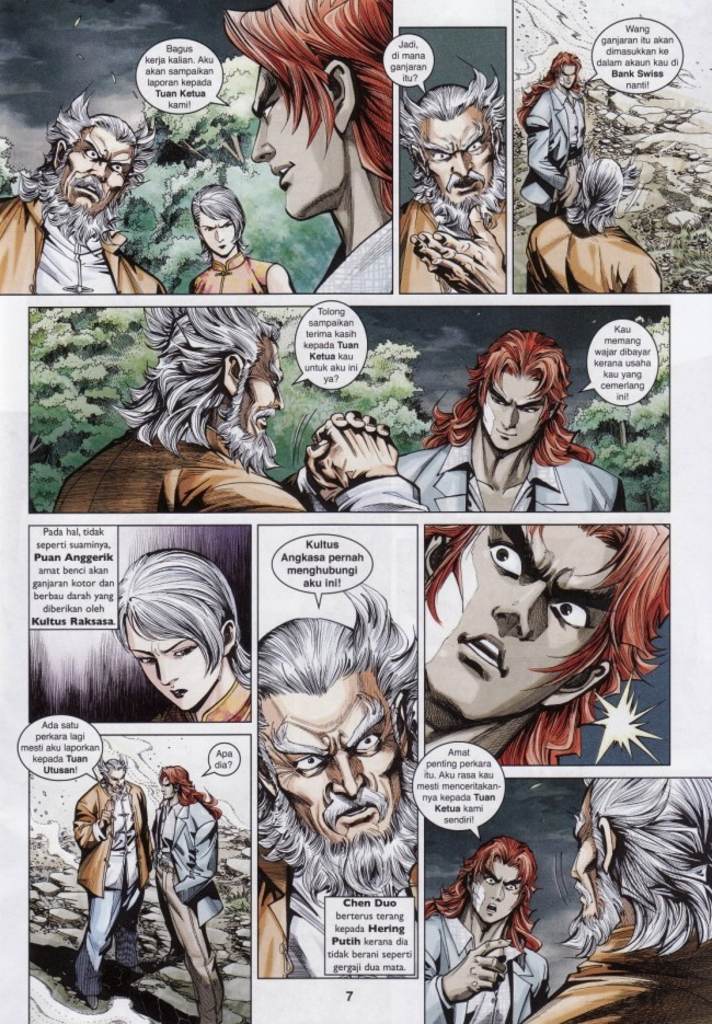 Bagus
kerja kalian. Aku
akan sampaikan
laporan kepada
Tuan Ketua
kami!
Jadi,
di mana
ganjaran
itu?
Wang
ganjaran itu akan
dimasukkan ke
dalam akaun kau di
Bank Swiss
nanti!
Tolong
sampaikan
terima kasih
kepada Tuan
Ketua kau
untuk aku ini
ya?
Kau
memang
wajar dibayar
kerana usaha
kau yang
cemerlang
ini!
Pada hal, tidak
seperti suaminya,
Puan Anggerik
amat benci akan
ganjaran kotor dan
berbau darah yang
diberikan oleh
Kultus Raksasa.
Kultus
Angkasa pernah
menghubungi
aku ini!
Ada satu
perkara lagi
mesti aku laporkan
kepada Tuan
Utusan!
Apa
dia?
Chen Duo
berterus terang
kepada Hering
Putih kerana dia
tidak berani seperti
gergaji dua mata.
Amat
penting perkara
itu. Aku rasa kau
mesti menceritakan-
nya kepada Tuan
Ketua kami
sendiri!
7